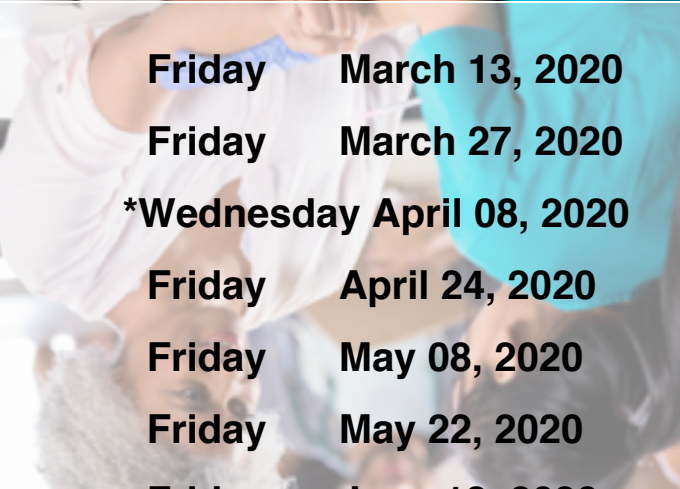 Friday March 13, 2020
Friday March 27, 2020
*Wednesday April 08, 2020
Friday April 24, 2020
Friday May 08, 2020
Friday May 22, 2020